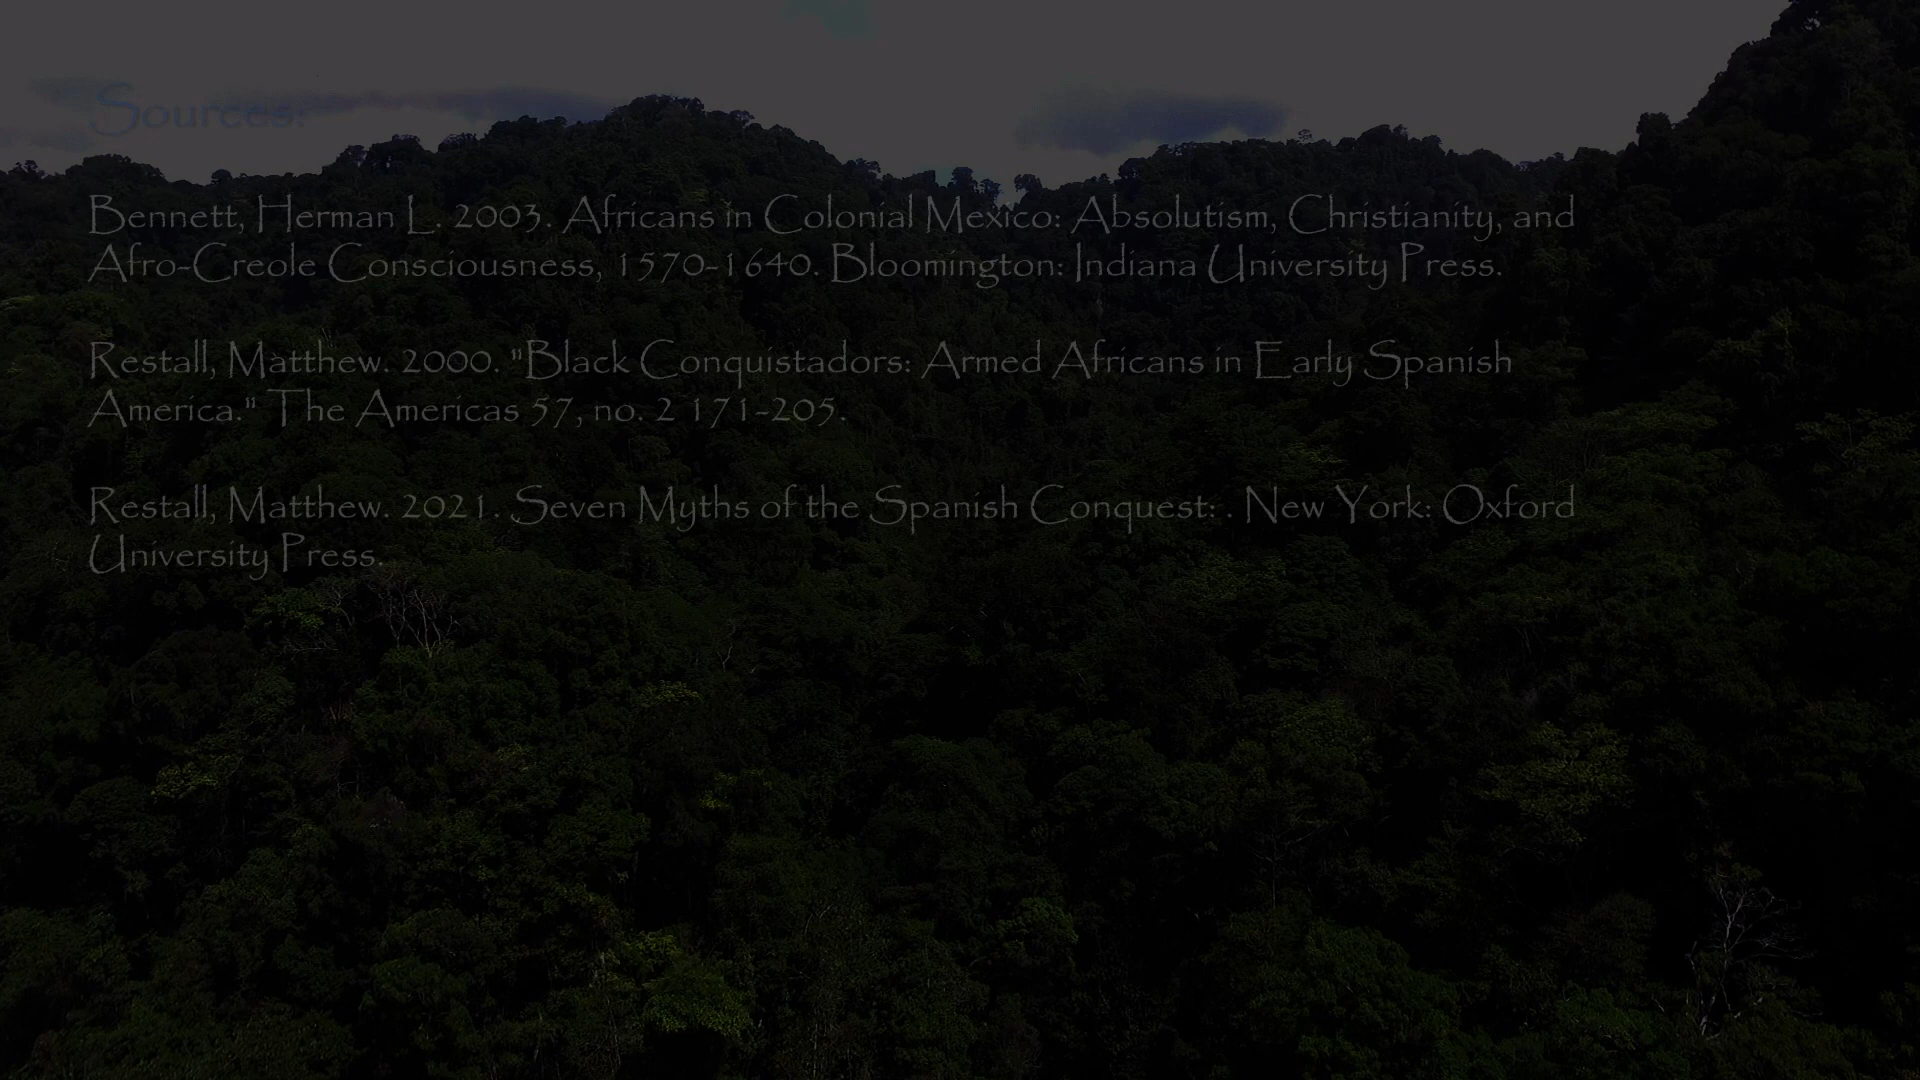 Sources:
Bennett, Herman L. 2003. Africans in Colonial Mexico: Absolutism, Christianity, and
Afro-Creole Consciousness, 1570-1640. Bloomington: Indiana University Press.
Restall, Matthew. 2000. "Black Conquistadors: Armed Africans in Early Spanish
America." The Americas 57, no. 2 171-205.
Restall, Matthew. 2021. Seven Myths of the Spanish Conquest: . New York: Oxford
University Press.